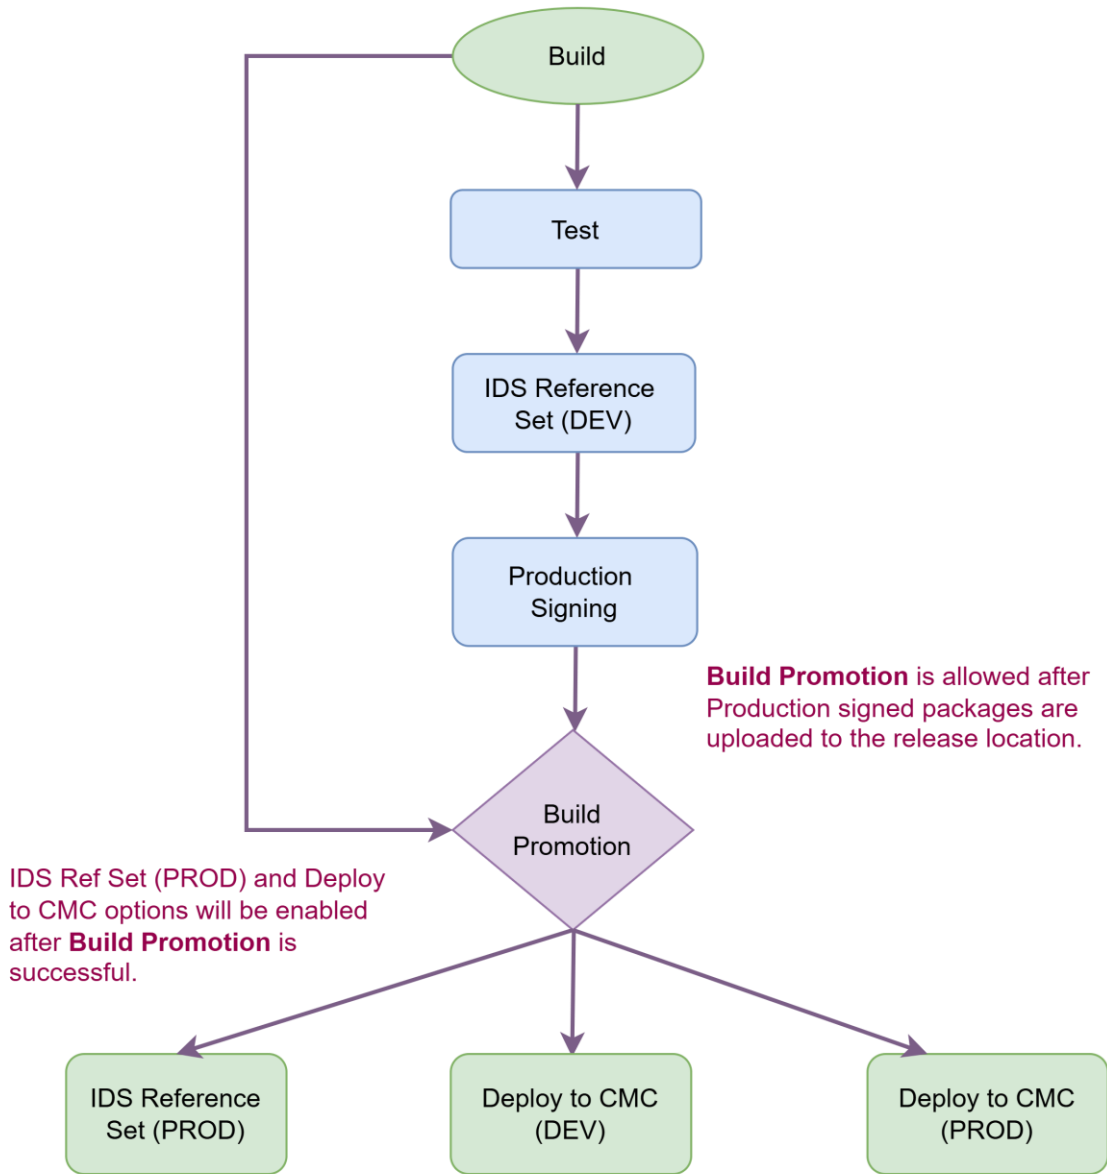 Build
Test
IDS Reference
Set (DEV)
Production
Signing
Build Promotion is allowed after
Production signed packages are
uploaded to the release location.
Build
Promotion
IDS Ref Set (PROD) and Deploy
to CMC options will be enabled
after Build Promotion is
successful.
IDS Reference
Set (PROD)
Deploy to CMC
(DEV)
Deploy to CMC
(PROD)